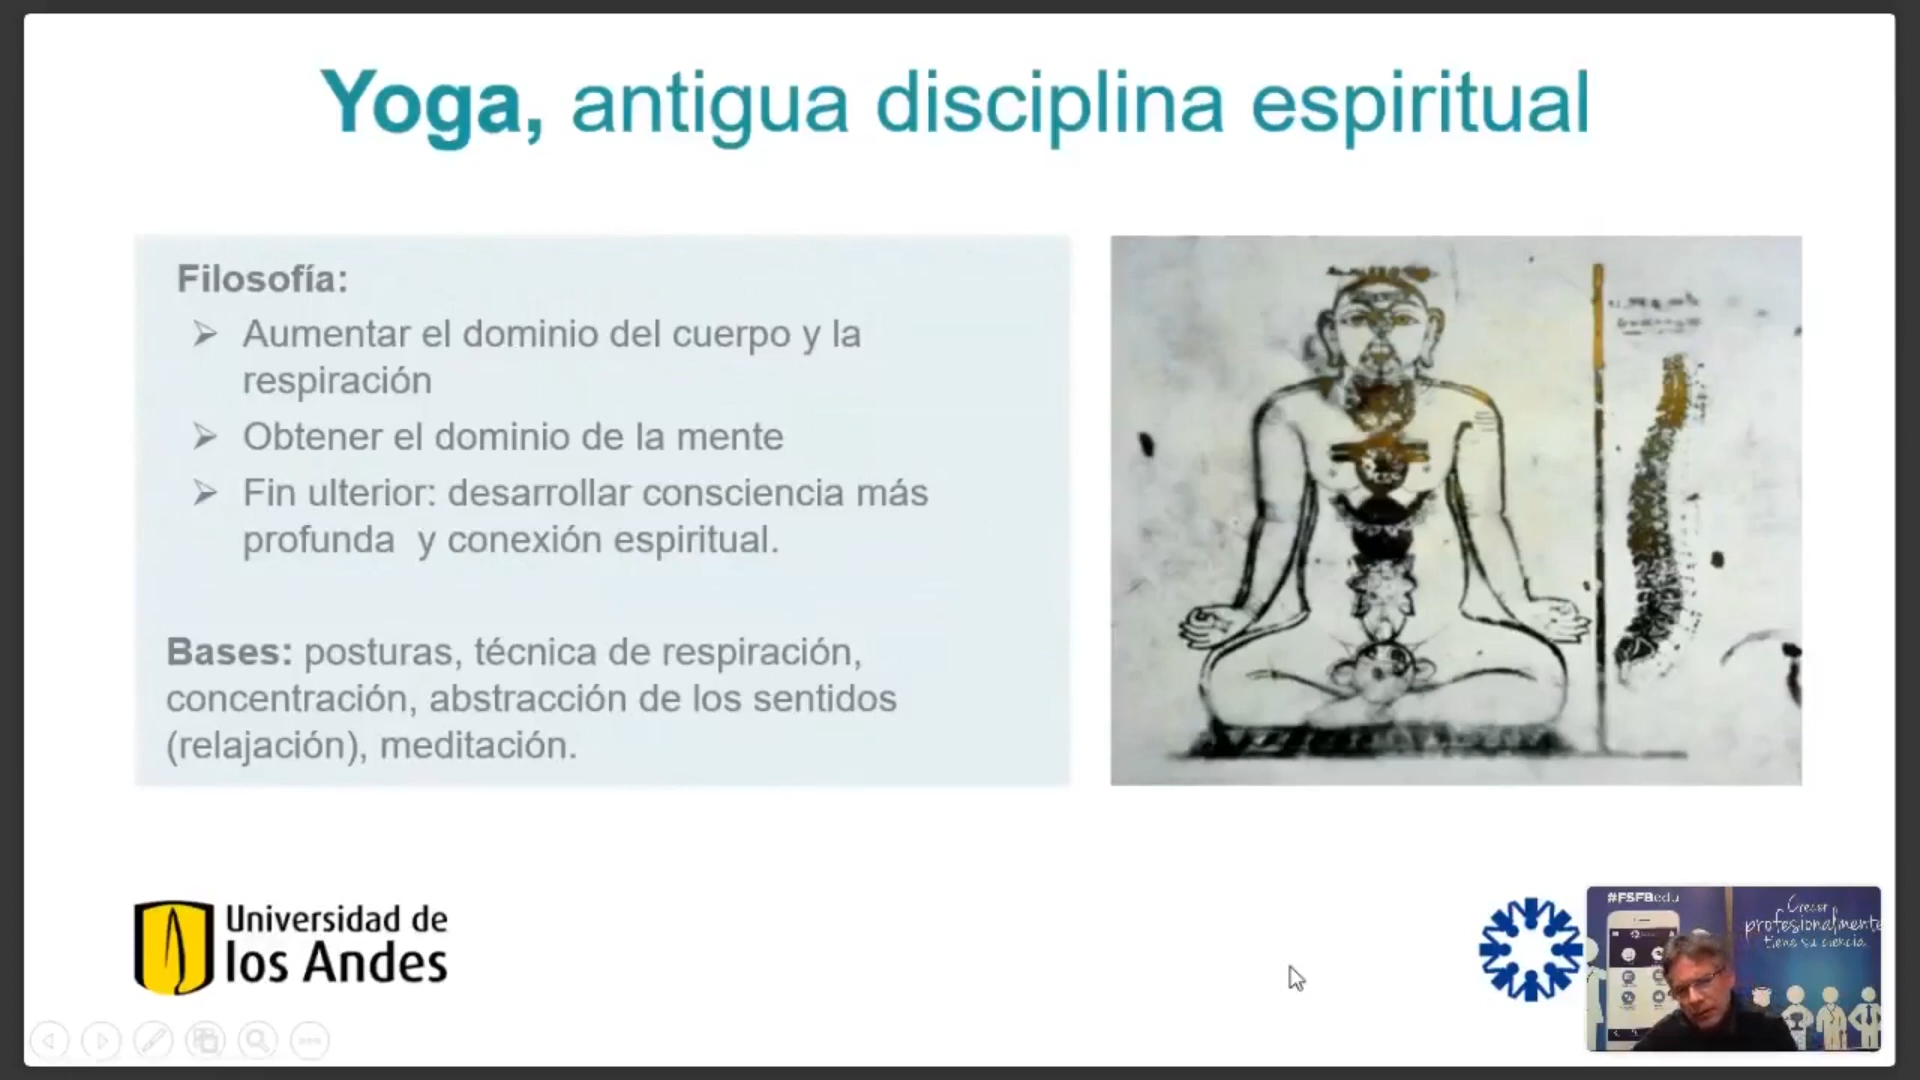 Yoga, antigua disciplina espiritual
Filosofía:
Aumentar el dominio del cuerpo y la
respiración
Obtener el dominio de la mente
Fin ulterior: desarrollar consciencia más
profunda y conexión espiritual.
Bases: posturas, técnica de respiración,
concentración, abstracción de los sentidos
(relajación), meditación.
Universidad de
los Andes
#FSFBedu
Crecer
profesionalmente
tiene su ciencia